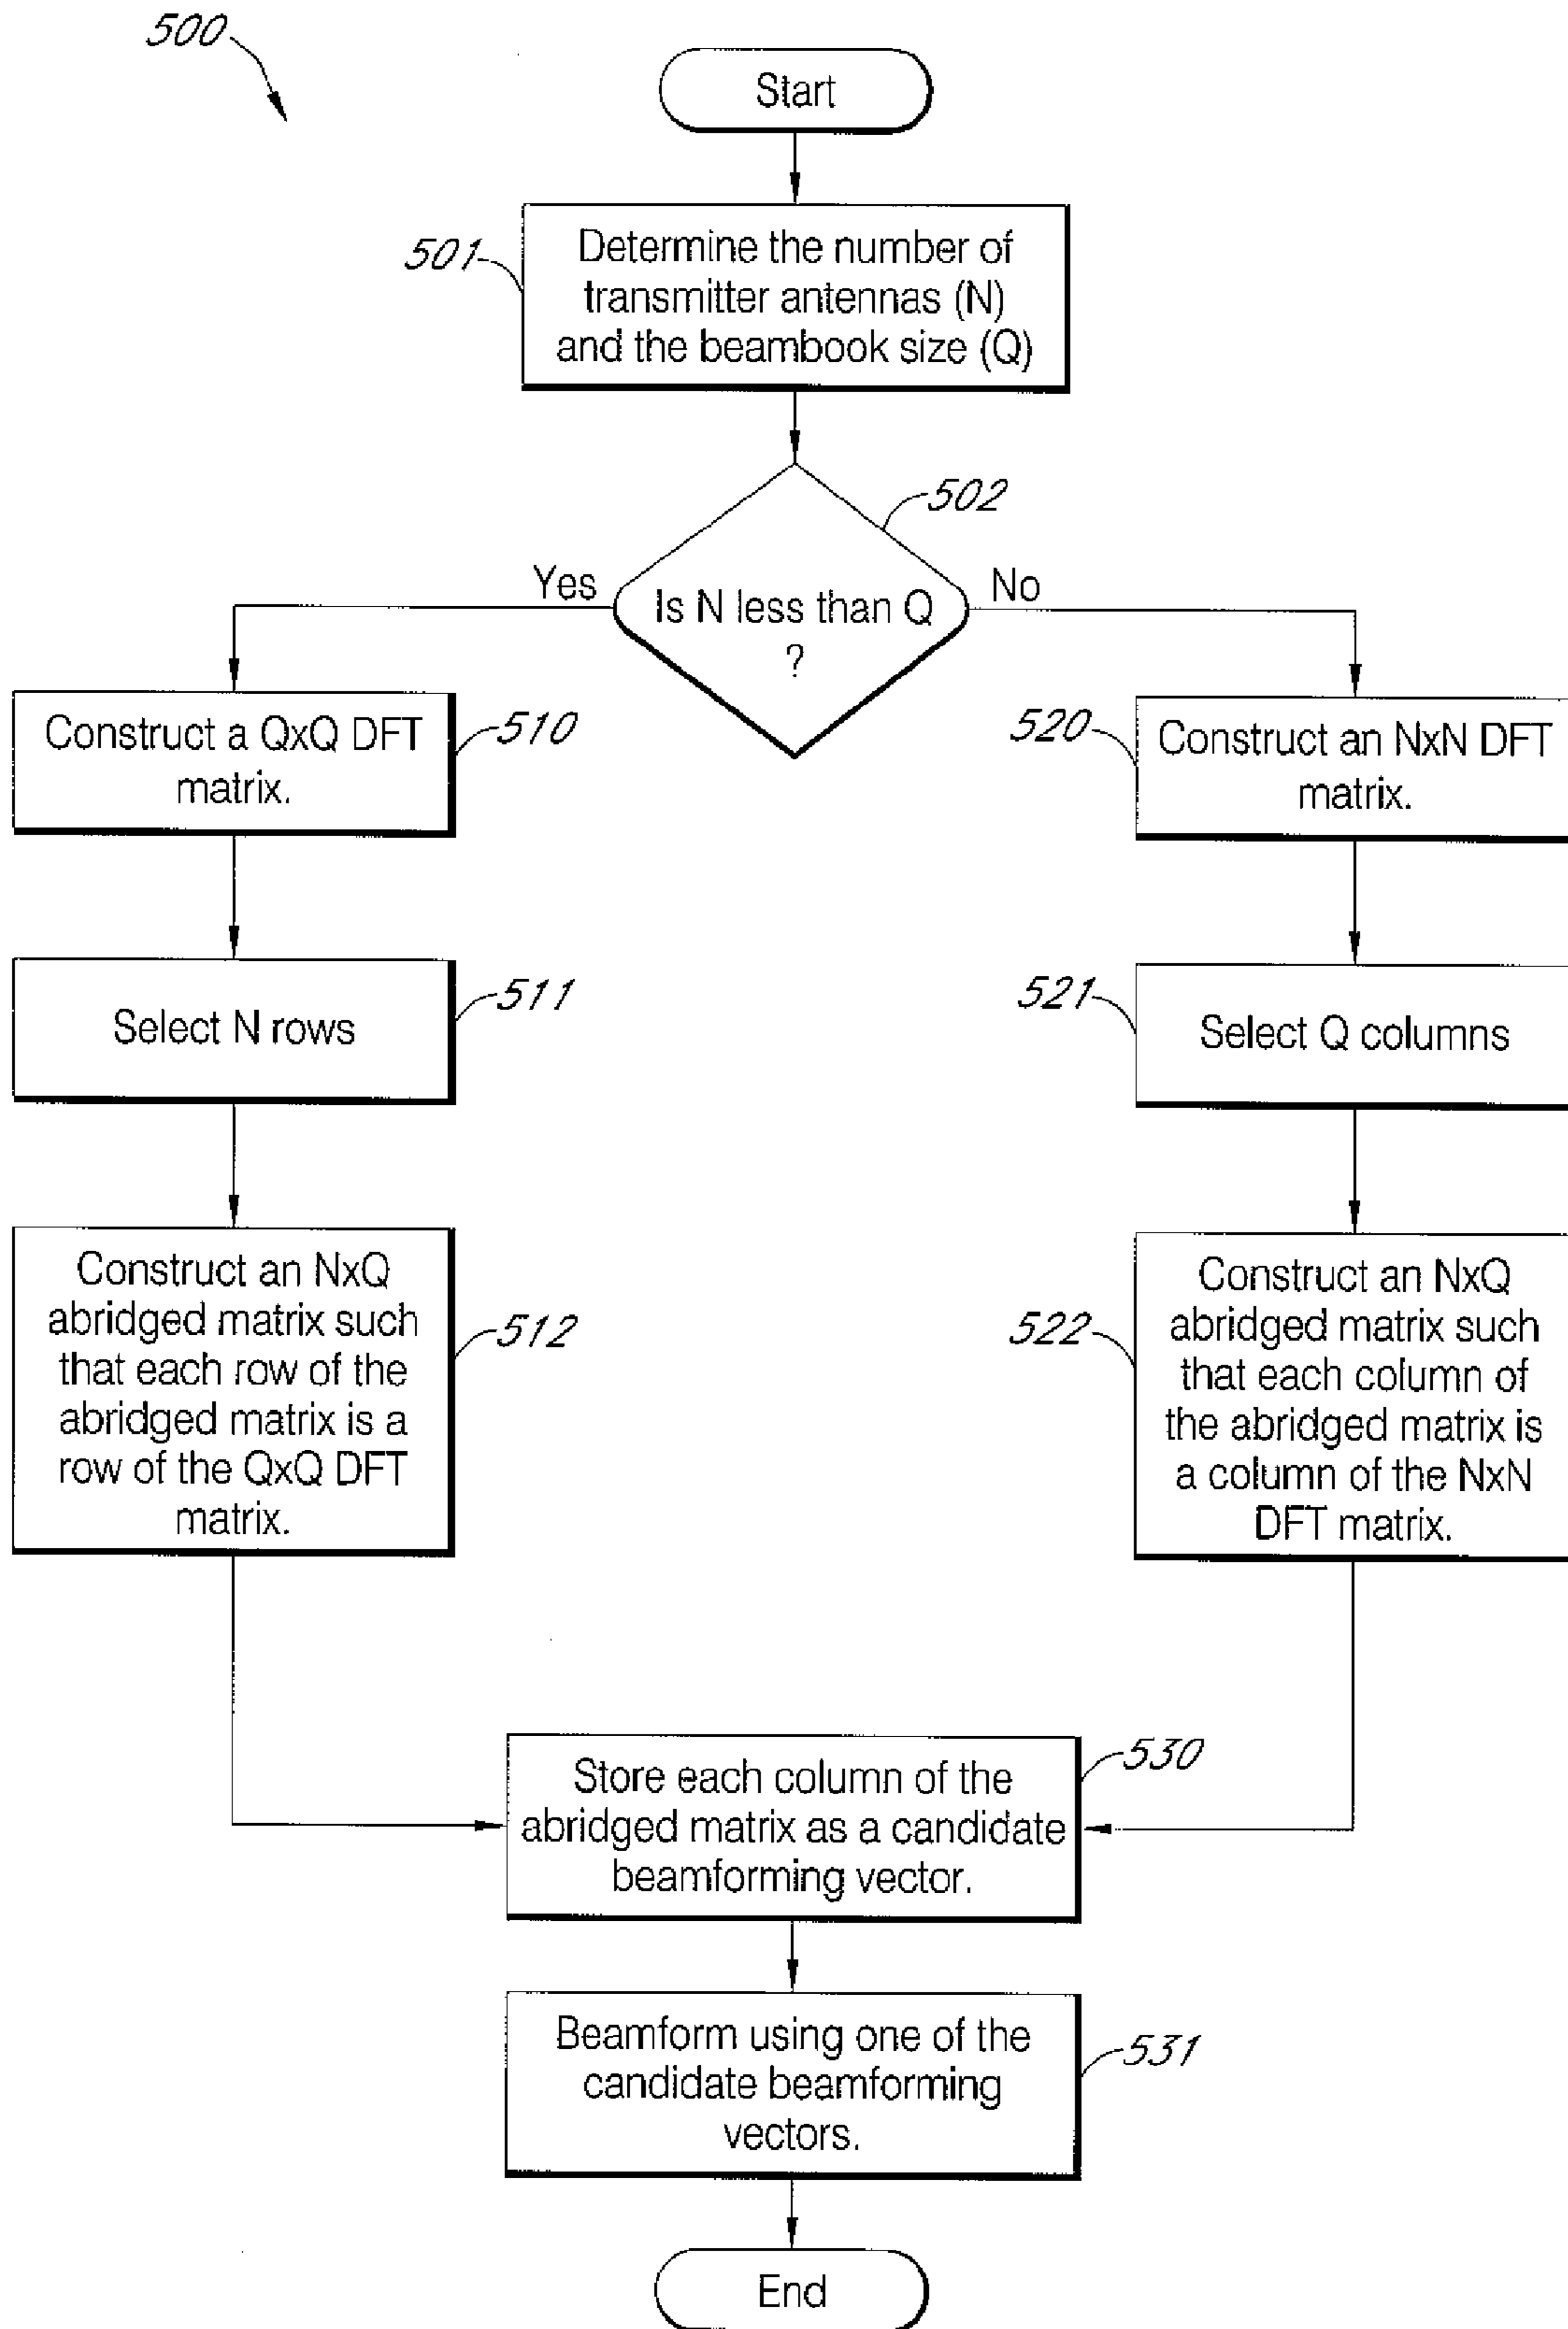 500
Start
501
Determine the number of
transmitter antennas (N)
and the beambook size (Q)
502
Yes
Is N less than Q
?
No
Construct a QxQ DFT
matrix.
510
520
Construct an NxN DFT
matrix.
Select N rows
511
521
Select Q columns
Construct an NxQ
abridged matrix such
that each row of the
abridged matrix is a
row of the QxQ DFT
matrix.
512
522
Construct an NxQ
abridged matrix such
that each column of
the abridged matrix is
a column of the NxN
DFT matrix.
530
Store each column of the
abridged matrix as a candidate
beamforming vector.
Beamform using one of the
candidate beamforming
vectors.
531
End